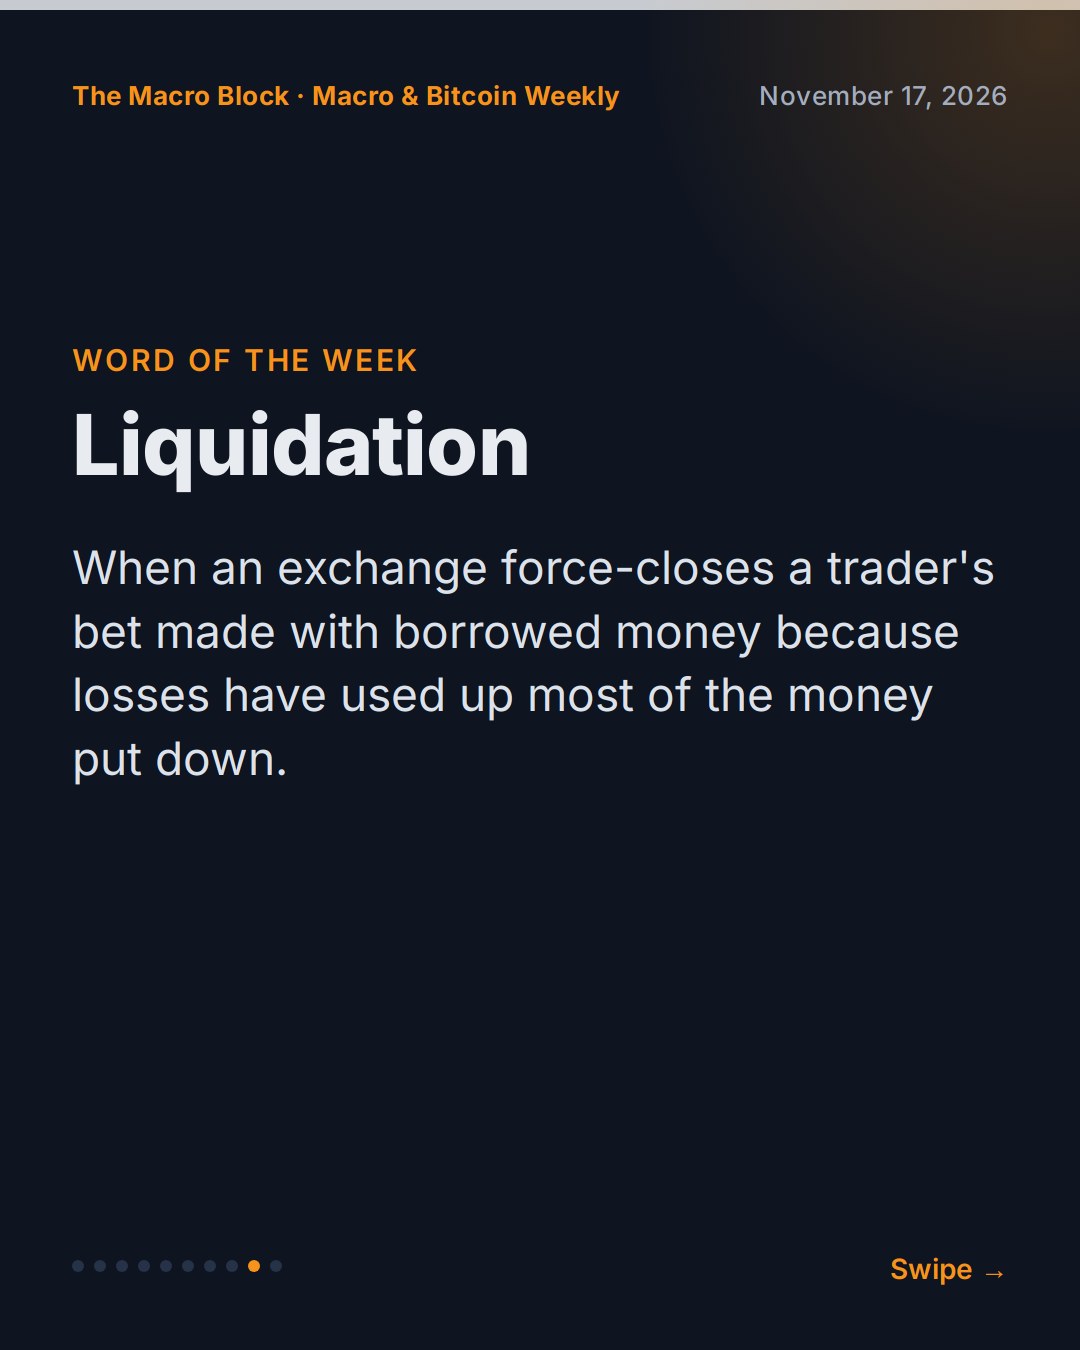 The Macro Block · Macro & Bitcoin Weekly
November 17, 2026
WORD OF THE WEEK
Liquidation
When an exchange force-closes a trader's
bet made with borrowed money because
losses have used up most of the money
put down.
Swipe →